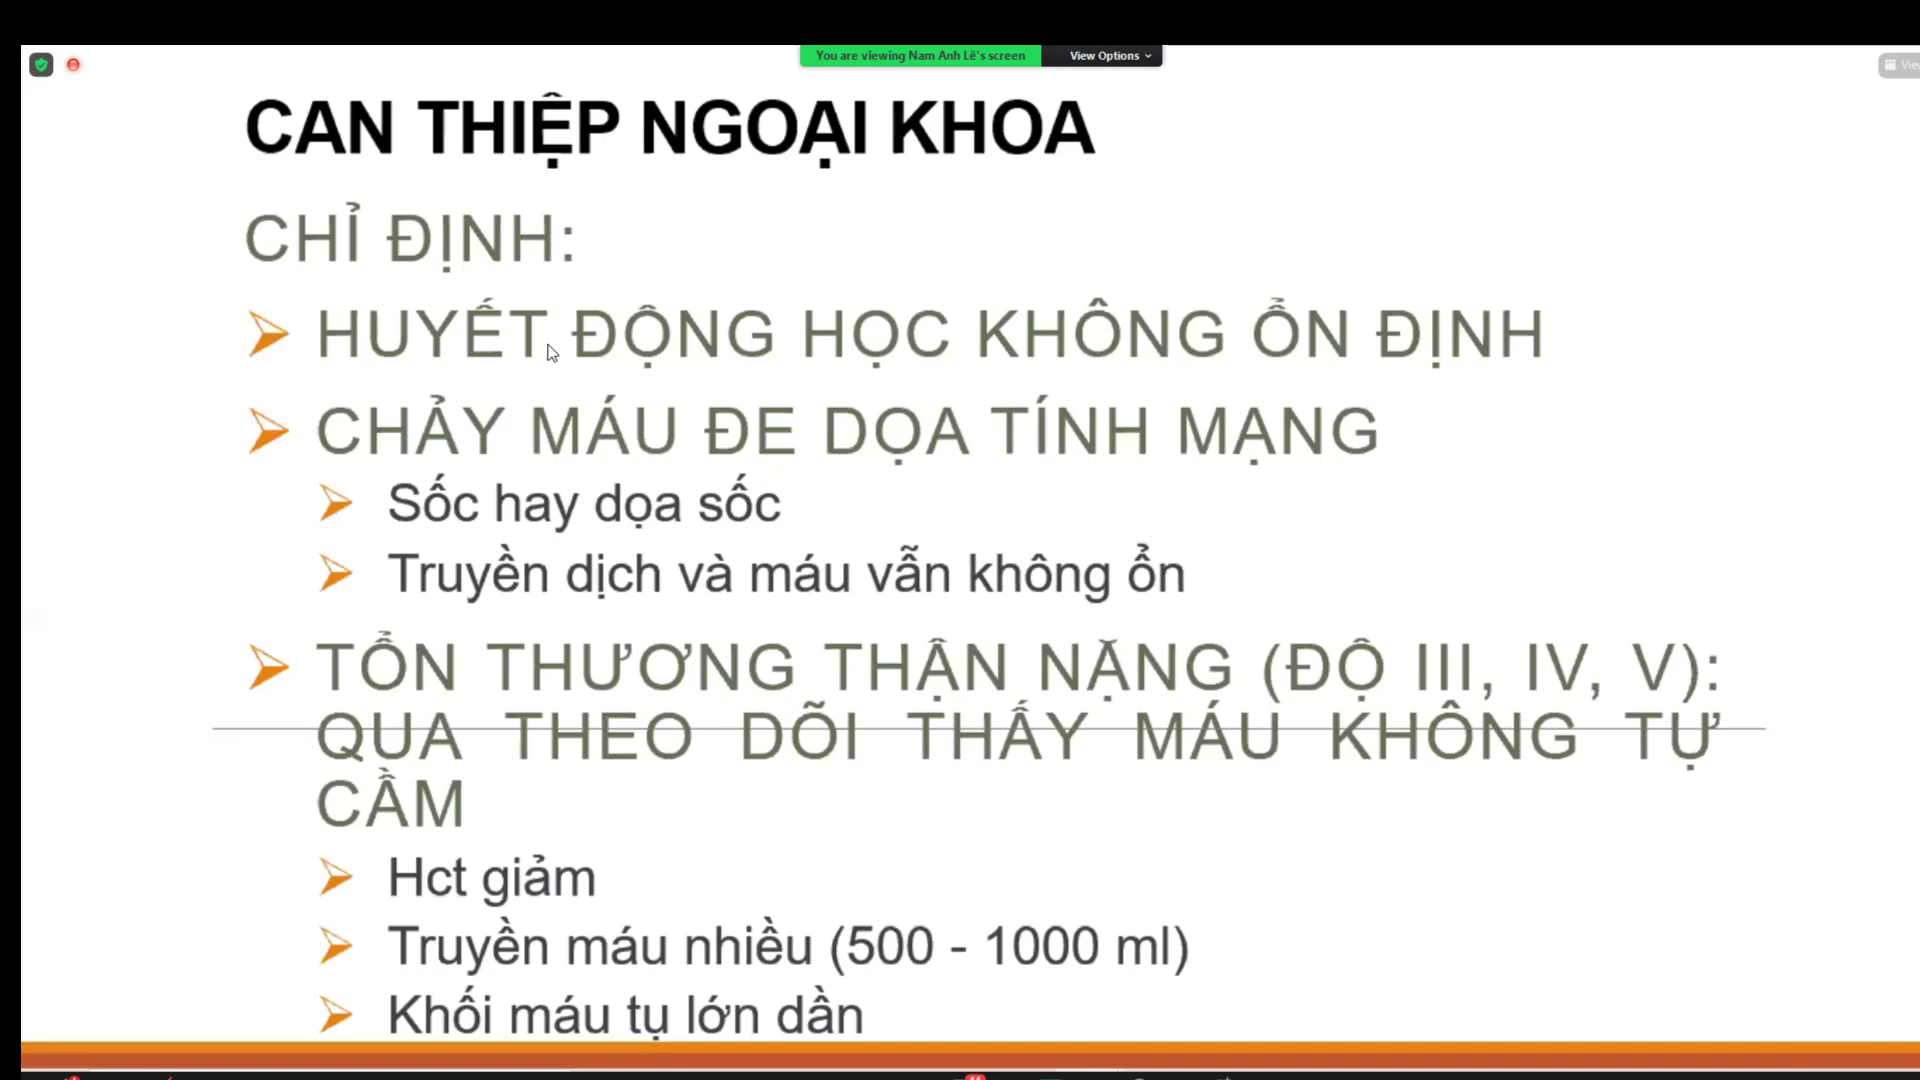 You are viewing Nam Anh Lê's screen
View Options
CAN THIỆP NGOẠI KHOA
CHỈ ĐỊNH:
HUYẾT ĐỘNG HỌC KHÔNG ỔN ĐỊNH
CHẢY MÁU ĐE DỌA TÍNH MẠNG
Sốc hay dọa sốc
Truyền dịch và máu vẫn không ổn
TỔN THƯƠNG THẬN NẶNG (ĐỘ III, IV, V):
QUA THEO DÕI THẤY MÁU KHÔNG TỰ
CẦM
Hct giảm
Truyền máu nhiều (500 - 1000 ml)
Khối máu tụ lớn dần